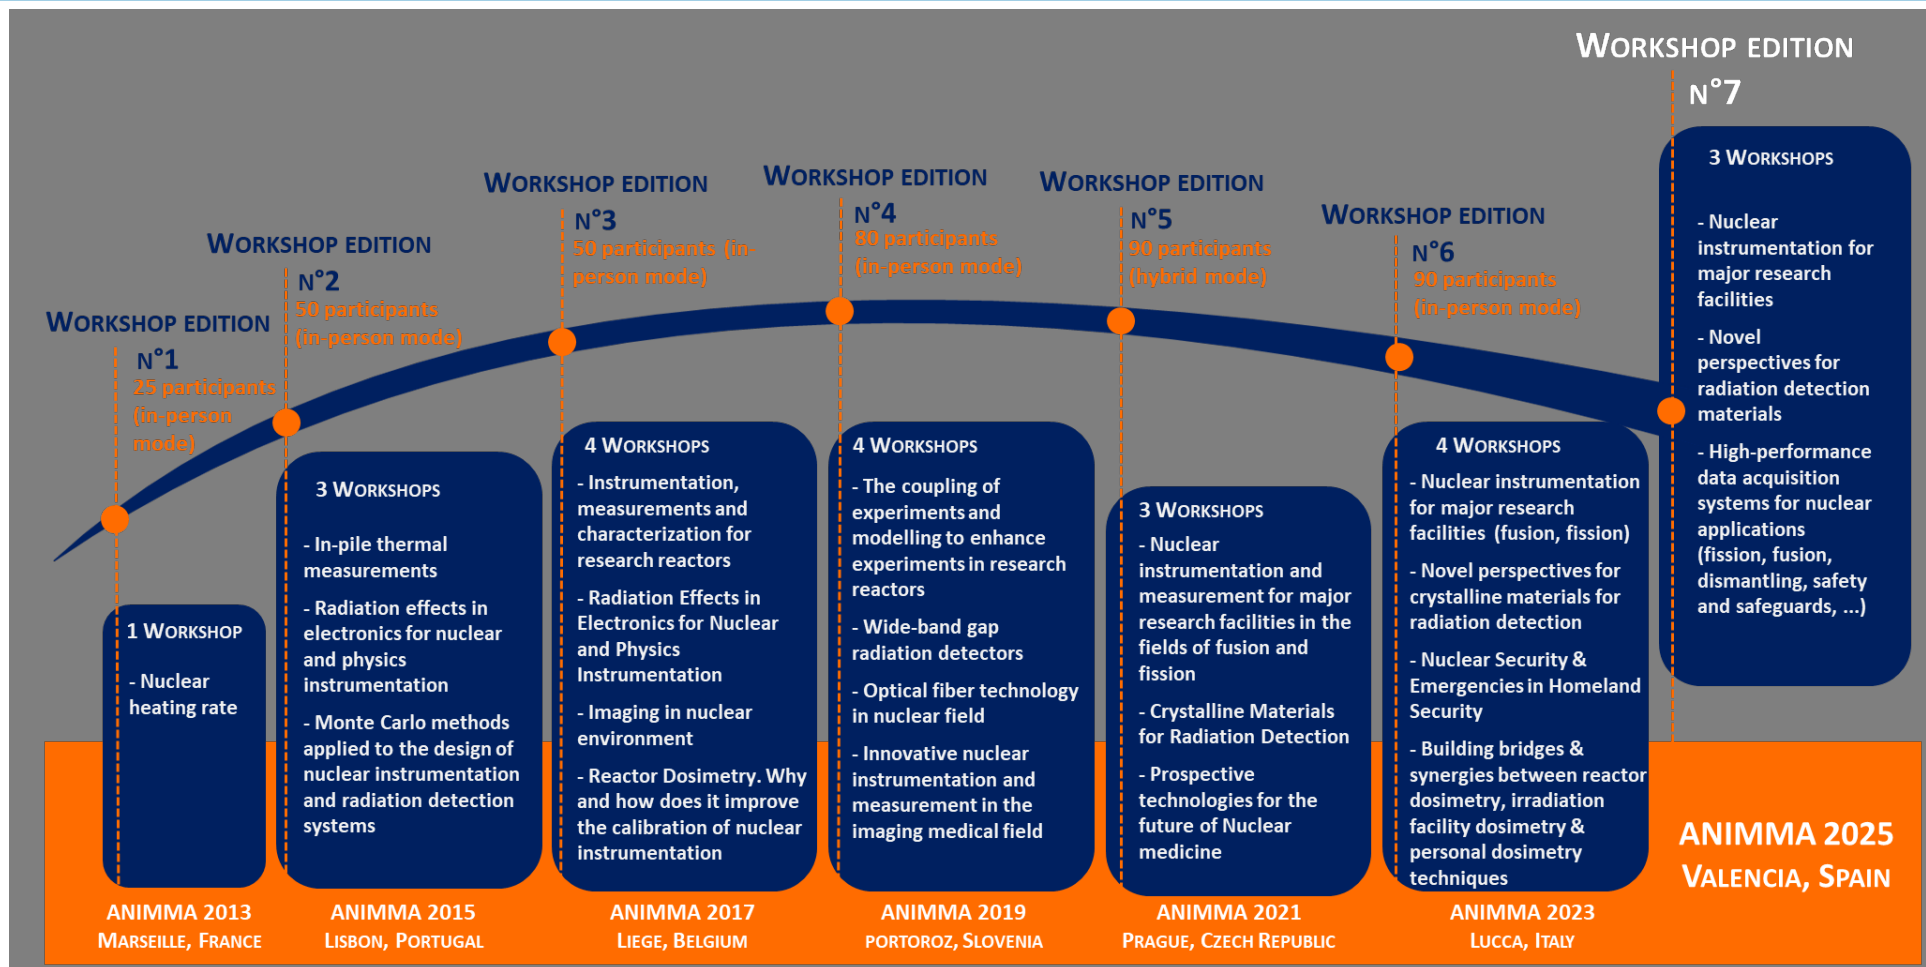 WORKSHOP EDITION
N°1
25 participants
(in-person
mode)
1 WORKSHOP
- Nuclear
heating rate
ANIMMA 2013
MARSEILLE, FRANCE
WORKSHOP EDITION
N°2
50 participants
(in-person mode)
3 WORKSHOPS
- In-pile thermal
measurements
- Radiation effects in
electronics for nuclear
and physics
instrumentation
- Monte Carlo methods
applied to the design of
nuclear instrumentation
and radiation detection
systems
ANIMMA 2015
LISBON, PORTUGAL
WORKSHOP EDITION
N°3
50 participants (in-
person mode)
4 WORKSHOPS
- Instrumentation,
measurements and
characterization for
research reactors
- Radiation Effects in
Electronics for Nuclear
and Physics
Instrumentation
- Imaging in nuclear
environment
- Reactor Dosimetry. Why
and how does it improve
the calibration of nuclear
instrumentation
ANIMMA 2017
LIEGE, BELGIUM
WORKSHOP EDITION
N°4
80 participants
(in-person mode)
4 WORKSHOPS
- The coupling of
experiments and
modelling to enhance
experiments in research
reactors
- Wide-band gap
radiation detectors
- Optical fiber technology
in nuclear field
- Innovative nuclear
instrumentation and
measurement in the
imaging medical field
ANIMMA 2019
PORTOROZ, SLOVENIA
WORKSHOP EDITION
N°5
90 participants
(hybrid mode)
3 WORKSHOPS
- Nuclear
instrumentation and
measurement for major
research facilities in the
fields of fusion and
fission
- Crystalline Materials
for Radiation Detection
- Prospective
technologies for the
future of Nuclear
medicine
ANIMMA 2021
PRAGUE, CZECH REPUBLIC
WORKSHOP EDITION
N°6
90 participants
(in-person mode)
4 WORKSHOPS
- Nuclear instrumentation
for major research
facilities (fusion, fission)
- Novel perspectives for
crystalline materials for
radiation detection
- Nuclear Security &
Emergencies in Homeland
Security
- Building bridges &
synergies between reactor
dosimetry, irradiation
facility dosimetry &
personal dosimetry
techniques
ANIMMA 2023
LUCCA, ITALY
WORKSHOP EDITION
N°7
3 WORKSHOPS
- Nuclear
instrumentation for
major research
facilities
- Novel
perspectives for
radiation detection
materials
- High-performance
data acquisition
systems for nuclear
applications
(fission, fusion,
dismantling, safety
and safeguards, ...)
ANIMMA 2025
VALENCIA, SPAIN